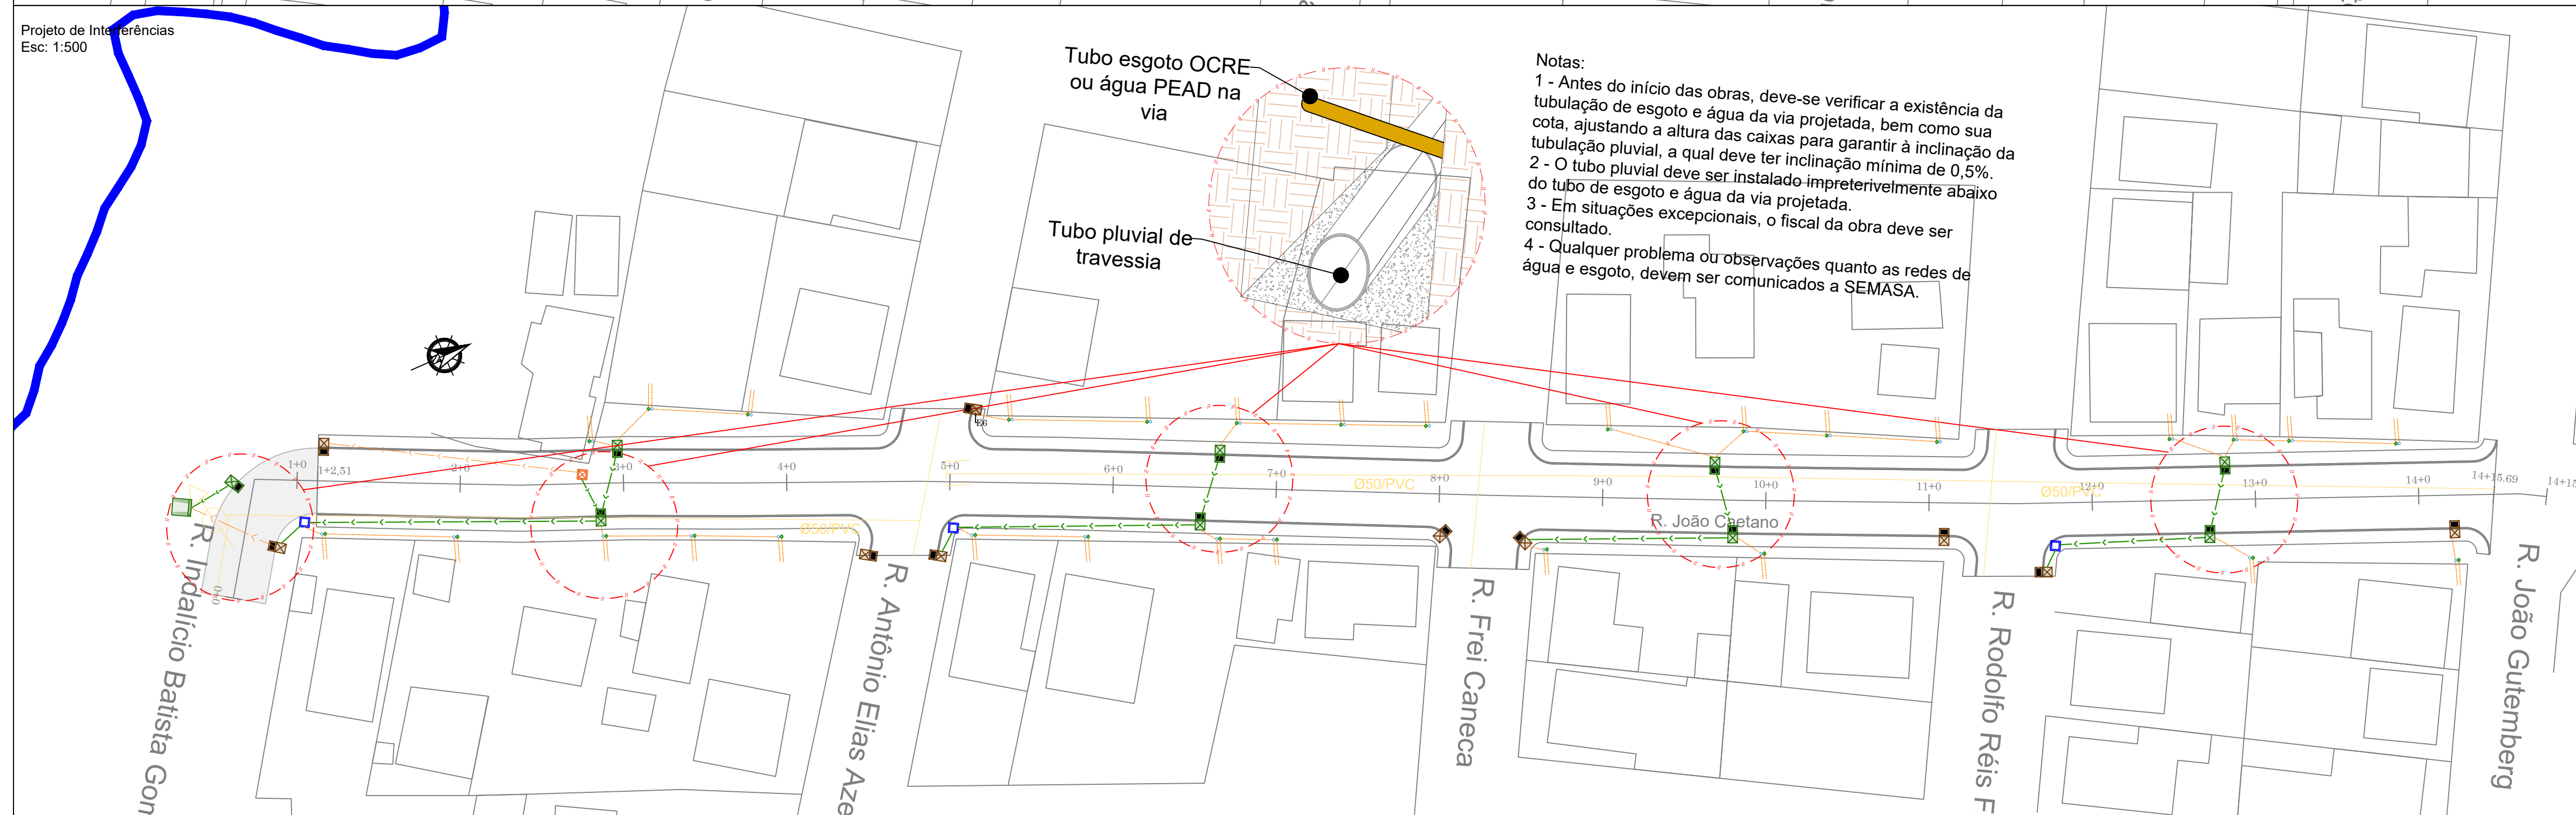 Projeto de Interferências
Esc: 1:500
Tubo esgoto OCRE
ou água PEAD na
via
Tubo pluvial de
travessia
Notas:
1 - Antes do início das obras, deve-se verificar a existência da
tubulação de esgoto e água da via projetada, bem como sua
cota, ajustando a altura das caixas para garantir à inclinação da
tubulação pluvial, a qual deve ter inclinação mínima de 0,5%.
2 - O tubo pluvial deve ser instalado impreterivelmente abaixo
do tubo de esgoto e água da via projetada.
3 - Em situações excepcionais, o fiscal da obra deve ser
consultado.
4 - Qualquer problema ou observações quanto as redes de
água e esgoto, devem ser comunicados a SEMASA.
E6
0+0
1+0
1+2,51
2+0
3+0
4+0
5+0
6+0
7+0
8+0
9+0
10+0
11+0
12+0
13+0
14+0
14+15.69
14+15
Ø50/PVC
Ø50/PVC
Ø50/PVC
R. João Caetano
R. Indalício Batista Gon
R. Antônio Elias Aze
R. Frei Caneca
R. Rodolfo Réis F
R. João Gutemberg